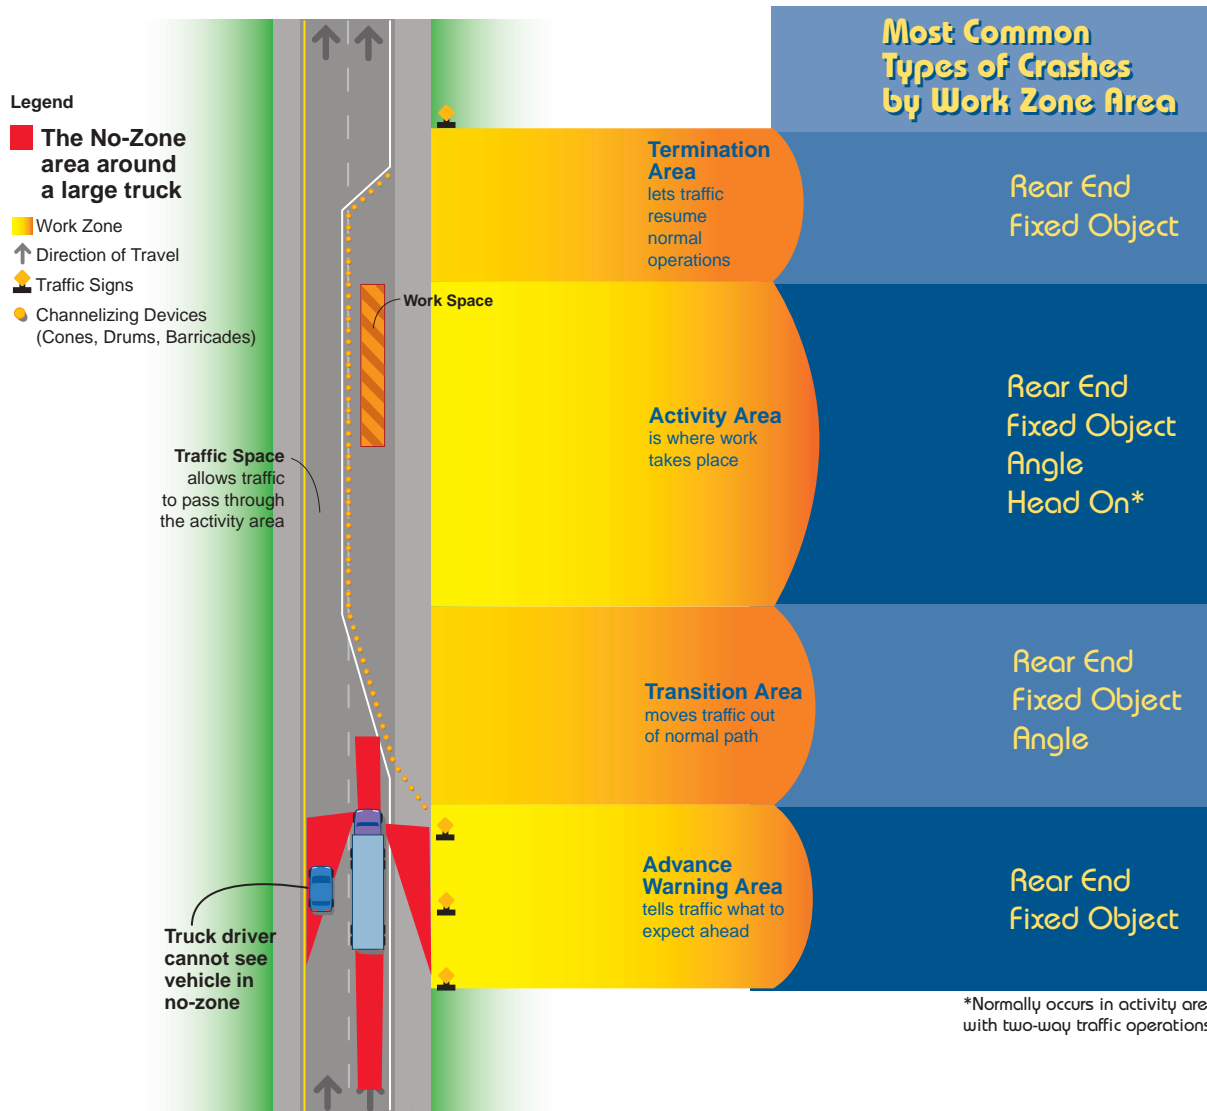 Most Common
Types of Crashes
by Work Zone Area
Legend
The No-Zone
area around
a large truck
Work Zone
Direction of Travel
Traffic Signs
Channelizing Devices
(Cones, Drums, Barricades)
Termination
Area
lets traffic
resume
normal
operations
Rear End
Fixed Object
Work Space
Traffic Space
allows traffic
to pass through
the activity area
Activity Area
is where work
takes place
Rear End
Fixed Object
Angle
Head On*
Transition Area
moves traffic out
of normal path
Rear End
Fixed Object
Angle
Advance
Warning Area
tells traffic what to
expect ahead
Rear End
Fixed Object
Truck driver
cannot see
vehicle in
no-zone
*Normally occurs in activity are
with two-way traffic operations